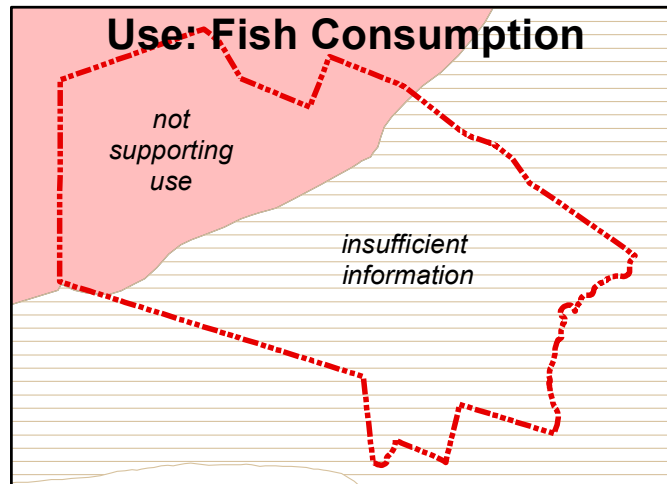 Use: Fish Consumption
not
supporting
use
insufficient
information